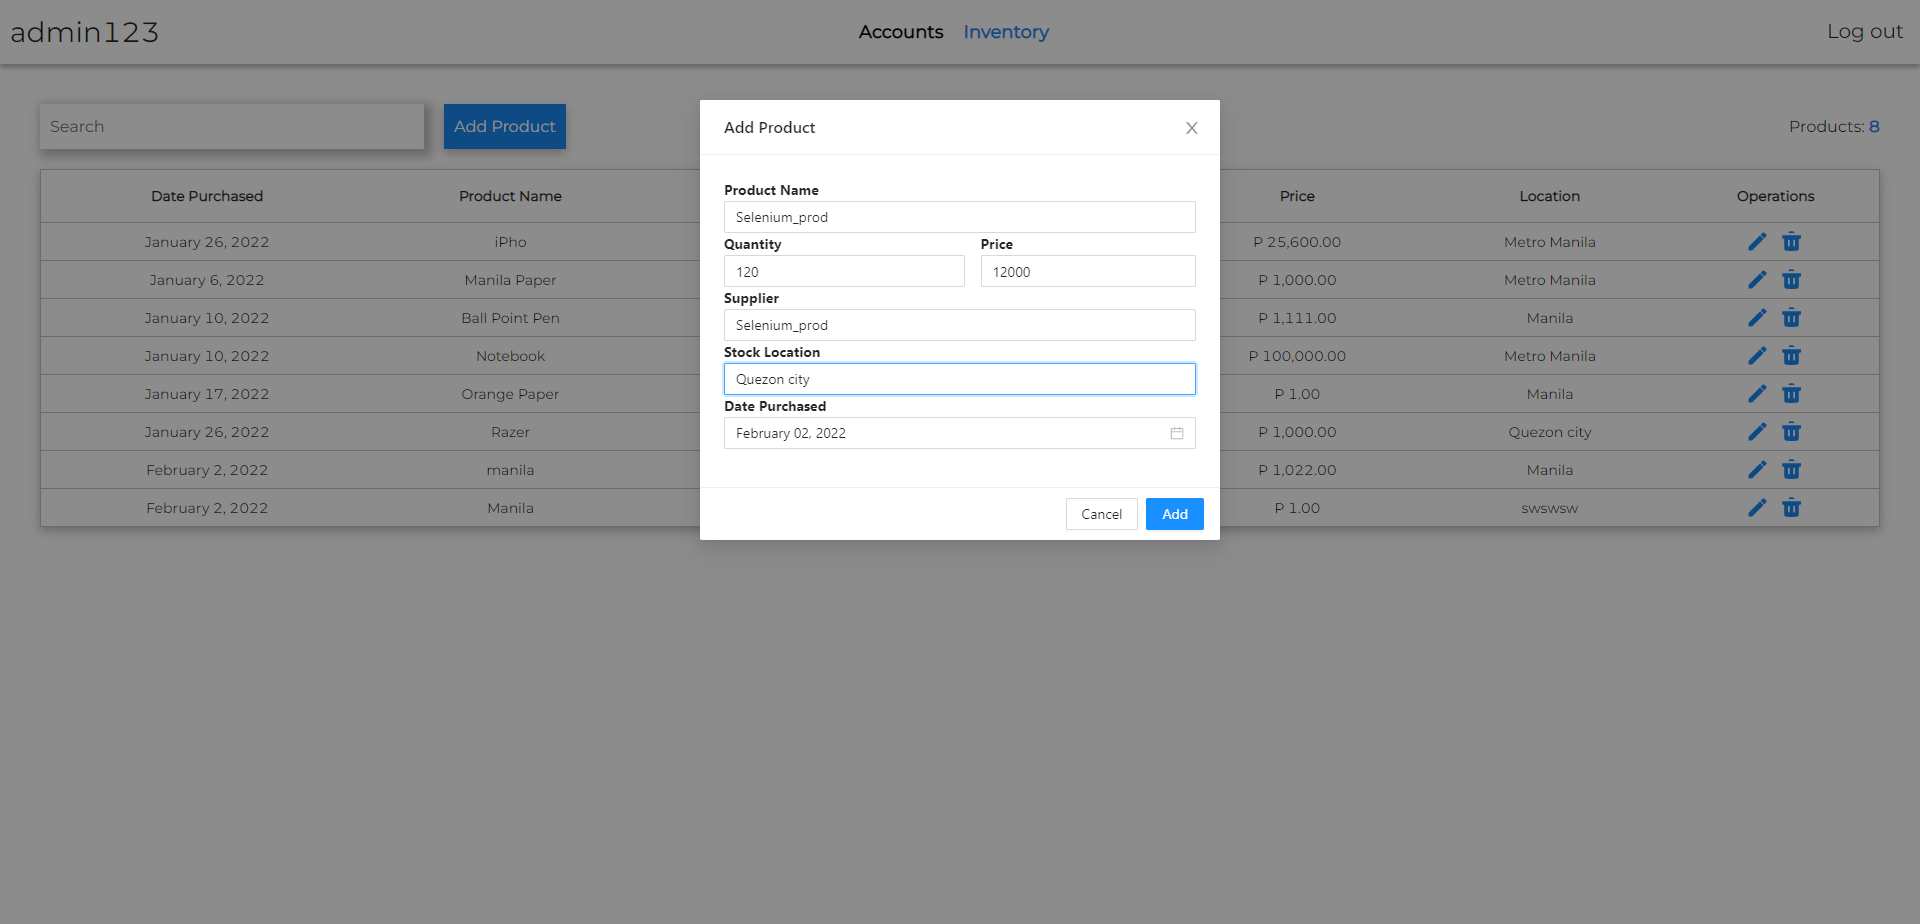 admin123 Accounts Inventory Log out
Search Add Product Products: 8
Add Product X
Date Purchased Product Name Price Location Operations
January 26, 2022 iPho P 25,600.00 Metro Manila
January 6, 2022 Manila Paper P 1,000.00 Metro Manila
January 10, 2022 Ball Point Pen P 1,111.00 Manila
January 10, 2022 Notebook P 100,000.00 Metro Manila
January 17, 2022 Orange Paper P 1.00 Manila
January 26, 2022 Razer P 1,000.00 Quezon city
February 2, 2022 manila P 1,022.00 Manila
February 2, 2022 Manila P 1.00 swswsw
Product Name
Selenium_prod
Quantity Price
120 12000
Supplier
Selenium_prod
Stock Location
Quezon city
Date Purchased
February 02, 2022
Cancel Add